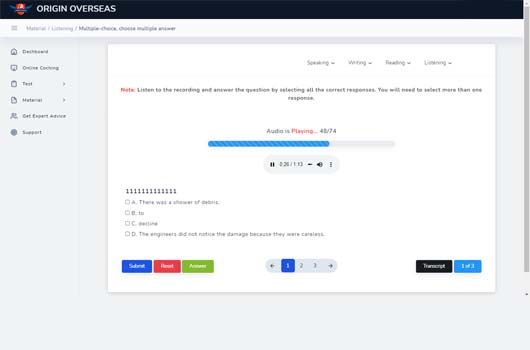 ORIGIN OVERSEAS
Material / Listening / Multiple-choice, choose multiple answer
Dashboard
Online Coching
Test
Material
Get Expert Advice
Support
Speaking
Writing
Reading
Listening
Note: Listen to the recording and answer the question by selecting all the correct responses. You will need to select more than one
response.
Audio is Playing... 48/74
0:26 / 1:13
1111111111111
A. There was a shower of debris.
B. to
C. decline
D. The engineers did not notice the damage because they were careless.
Submit
Reset
Answer
1
2
3
Transcript
1 of 3